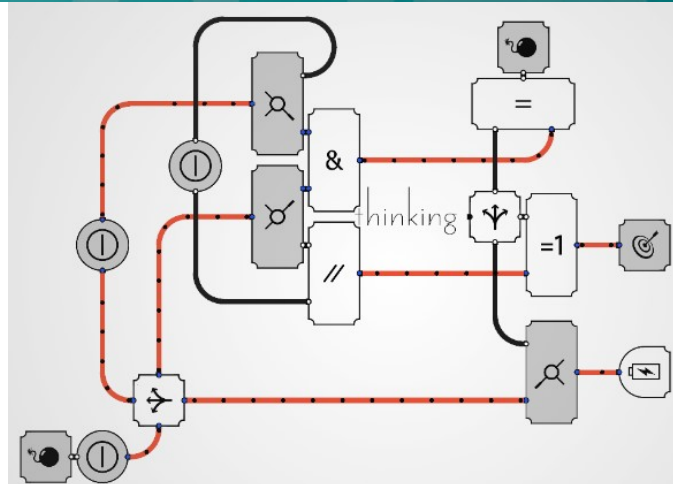 =
&
thinking
=1
//